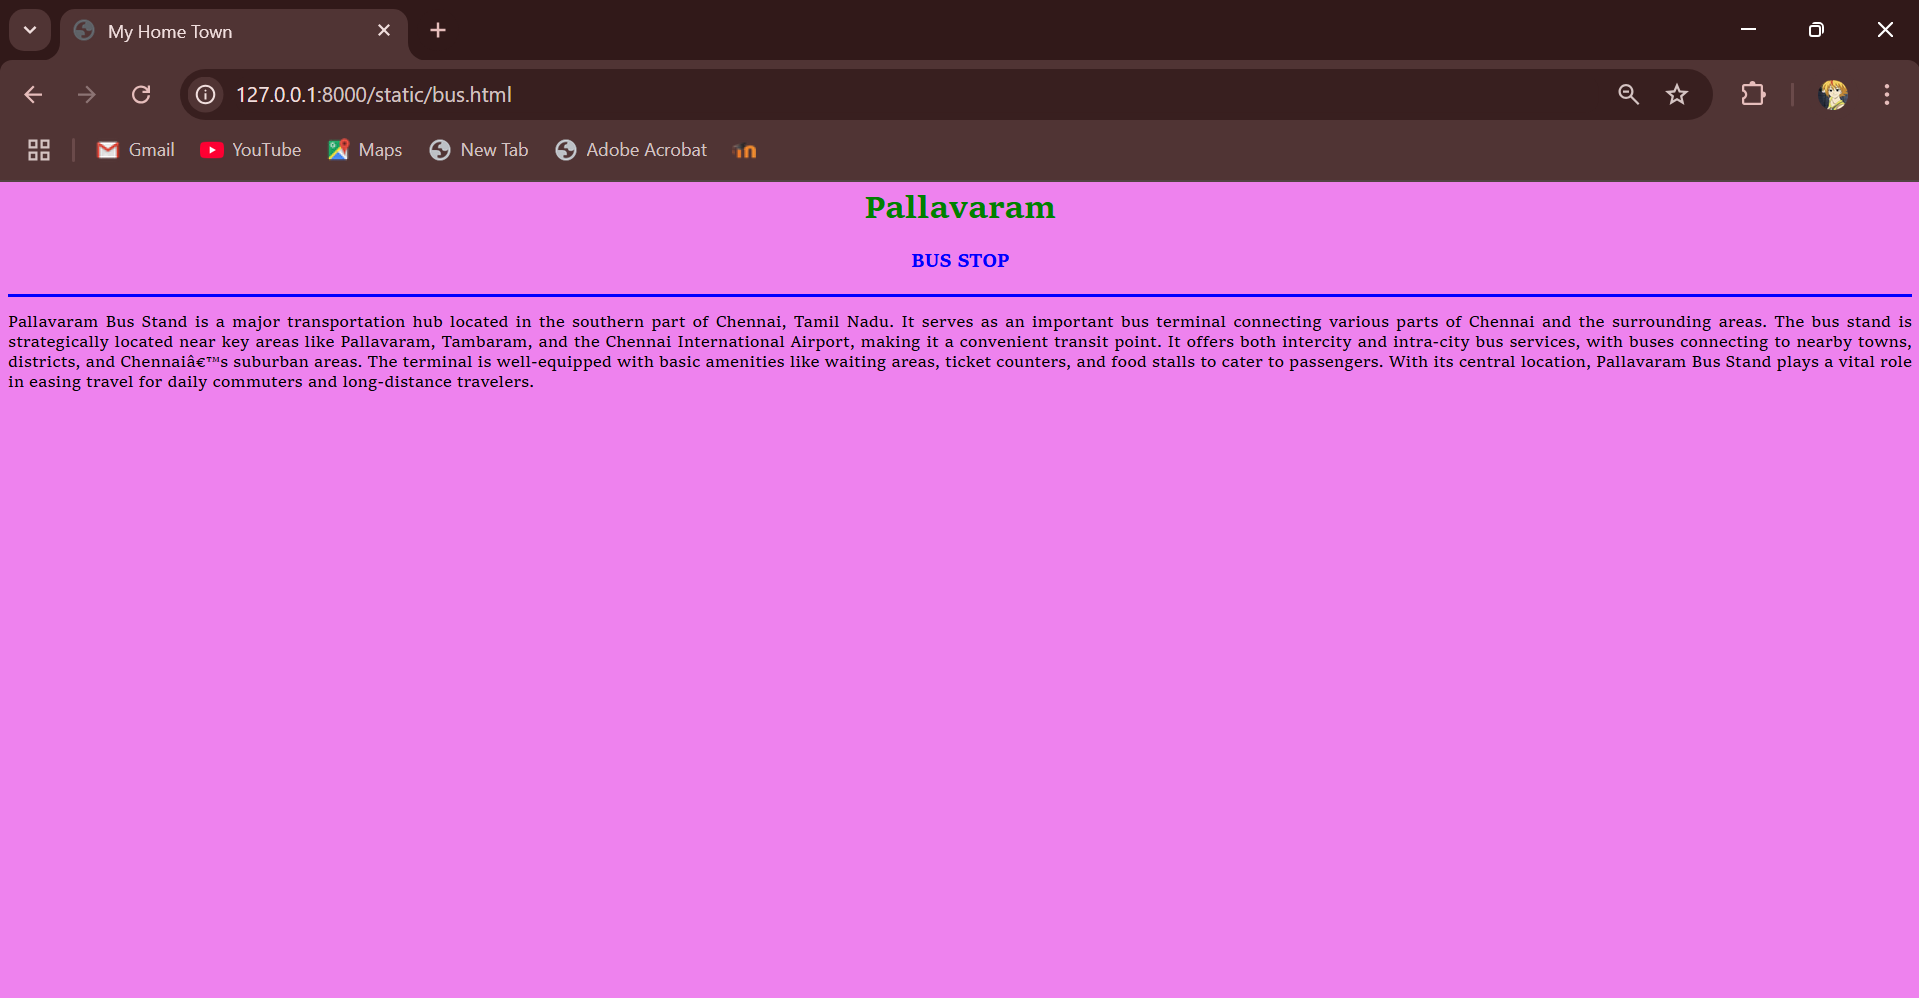 My Home Town
127.0.0.1:8000/static/bus.html
Gmail YouTube Maps New Tab Adobe Acrobat
Pallavaram
BUS STOP
Pallavaram Bus Stand is a major transportation hub located in the southern part of Chennai, Tamil Nadu. It serves as an important bus terminal connecting various parts of Chennai and the surrounding areas. The bus stand is
strategically located near key areas like Pallavaram, Tambaram, and the Chennai International Airport, making it a convenient transit point. It offers both intercity and intra-city bus services, with buses connecting to nearby towns,
districts, and Chennaiâ€™s suburban areas. The terminal is well-equipped with basic amenities like waiting areas, ticket counters, and food stalls to cater to passengers. With its central location, Pallavaram Bus Stand plays a vital role
in easing travel for daily commuters and long-distance travelers.